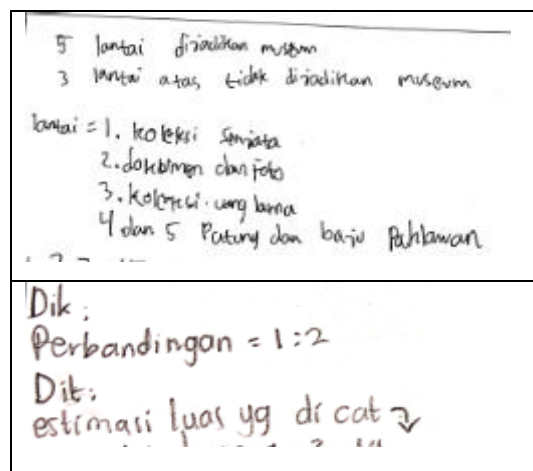 5 lantai dijadikan museum
3 lantai atas tidak dijadikan museum
lantai = 1. koleksi senjata
2. dokumen dan foto
3. koleksi uang lama
4 dan 5 Patung dan baju Pahlawan
Dik :
Perbandingan = 1:2
Dit:
estimasi luas yg di cat